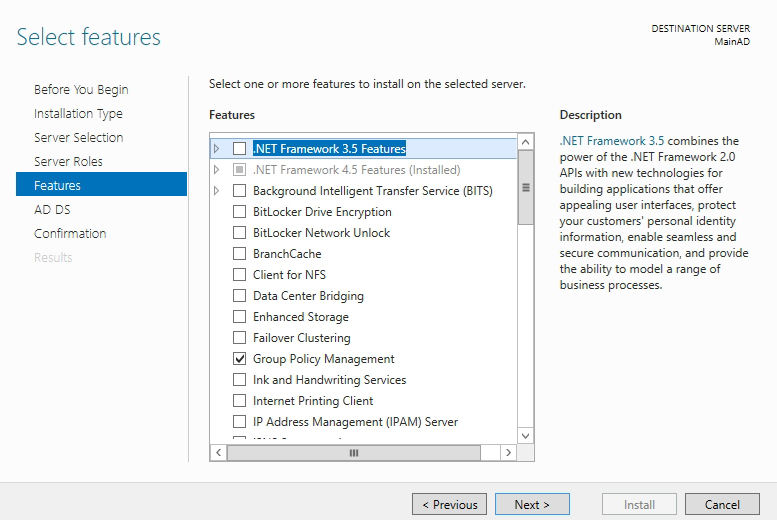 Select features
DESTINATION SERVER
MainAD
Before You Begin
Installation Type
Server Selection
Server Roles
Features
AD DS
Confirmation
Results
Select one or more features to install on the selected server.
Features
.NET Framework 3.5 Features
.NET Framework 4.5 Features (Installed)
Background Intelligent Transfer Service (BITS)
BitLocker Drive Encryption
BitLocker Network Unlock
BranchCache
Client for NFS
Data Center Bridging
Enhanced Storage
Failover Clustering
Group Policy Management
Ink and Handwriting Services
Internet Printing Client
IP Address Management (IPAM) Server
Description
.NET Framework 3.5 combines the
power of the .NET Framework 2.0
APIs with new technologies for
building applications that offer
appealing user interfaces, protect
your customers' personal identity
information, enable seamless and
secure communication, and provide
the ability to model a range of
business processes.
< Previous
Next >
Install
Cancel